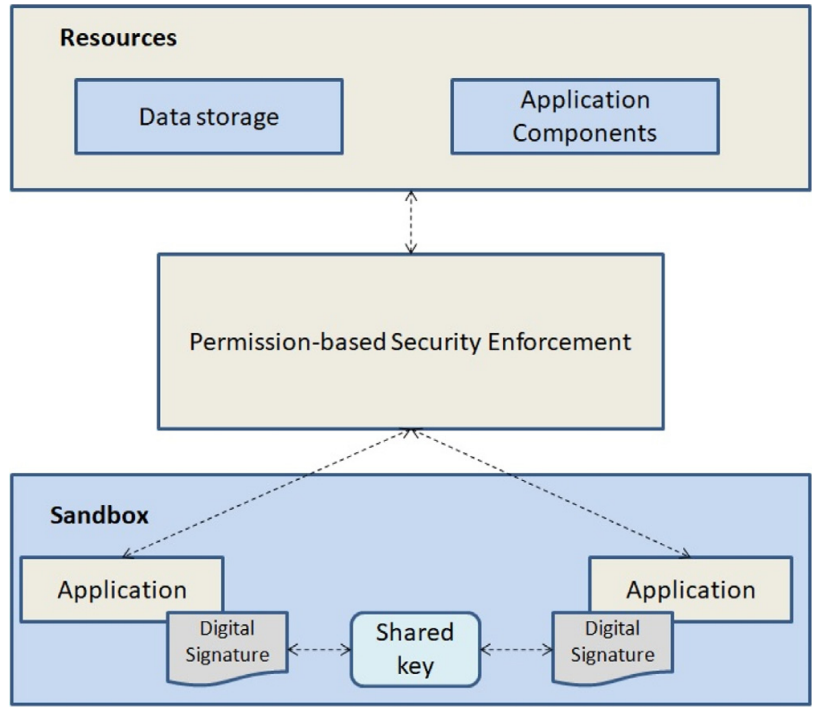 Resources
Data storage
Application
Components
Permission-based Security Enforcement
Sandbox
Application
Application
Digital
Signature
Shared
key
Digital
Signature